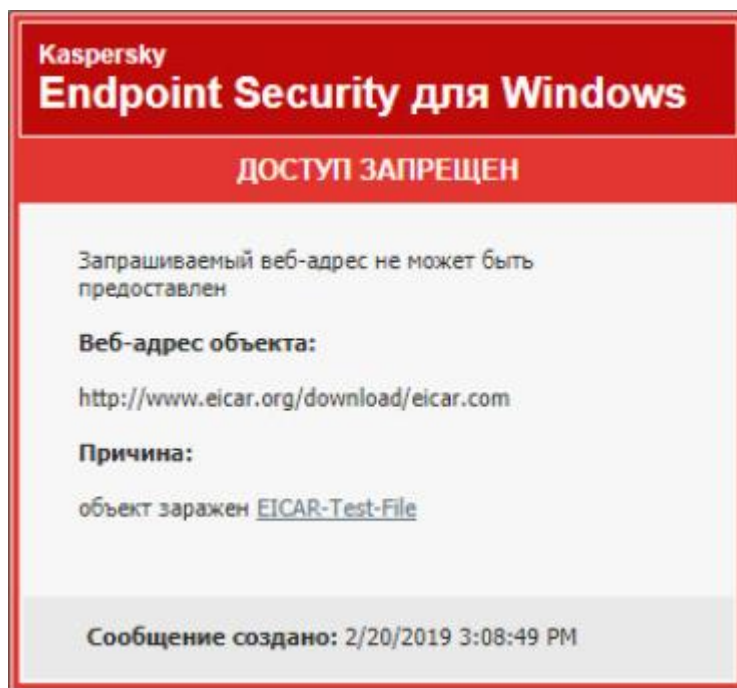 Kaspersky
Endpoint Security для Windows
ДОСТУП ЗАПРЕЩЕН
Запрашиваемый веб-адрес не может быть
предоставлен
Веб-адрес объекта:
http://www.eicar.org/download/eicar.com
Причина:
объект заражен EICAR-Test-File
Сообщение создано: 2/20/2019 3:08:49 PM